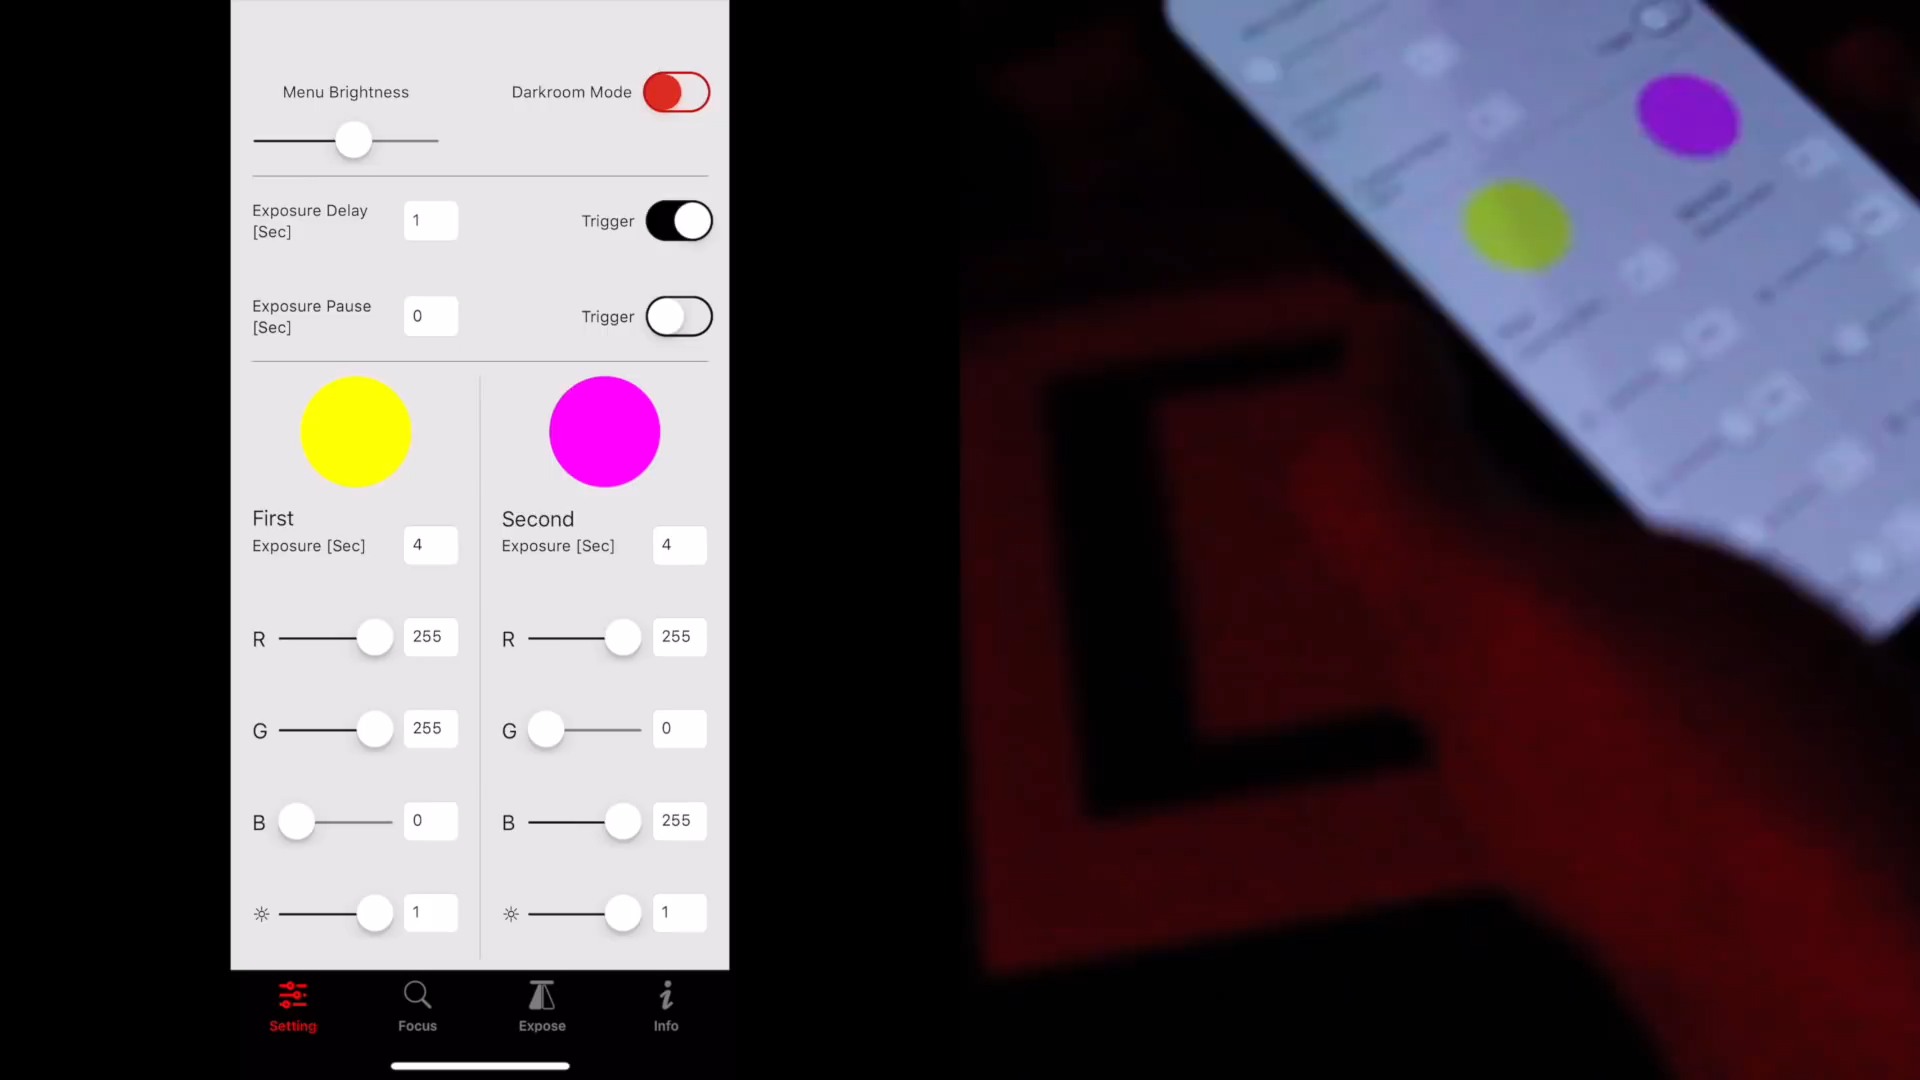 Menu Brightness
Darkroom Mode
Exposure Delay
[Sec]
1
Trigger
Exposure Pause
[Sec]
0
Trigger
First
Exposure [Sec]
4
Second
Exposure [Sec]
4
R
255
R
255
G
255
G
0
B
0
B
255
1
1
Setting
Focus
Expose
Info